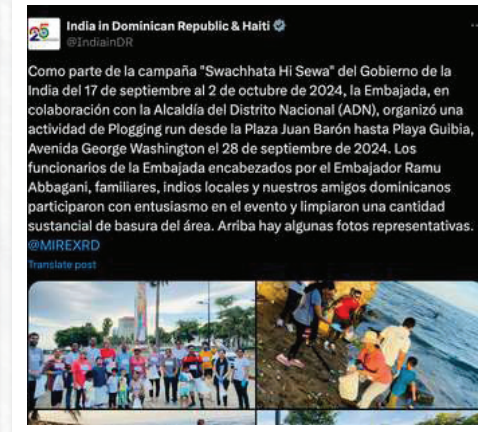 India in Dominican Republic & Haiti
@IndiainDR
Como parte de la campaña "Swachhata Hi Sewa" del Gobierno de la
India del 17 de septiembre al 2 de octubre de 2024, la Embajada, en
colaboración con la Alcaldía del Distrito Nacional (ADN), organizó una
actividad de Plogging run desde la Plaza Juan Barón hasta Playa Guibia,
Avenida George Washington el 28 de septiembre de 2024. Los
funcionarios de la Embajada encabezados por el Embajador Ramu
Abbagani, familiares, indios locales y nuestros amigos dominicanos
participaron con entusiasmo en el evento y limpiaron una cantidad
sustancial de basura del área. Arriba hay algunas fotos representativas.
@MIREXRD
Translate post